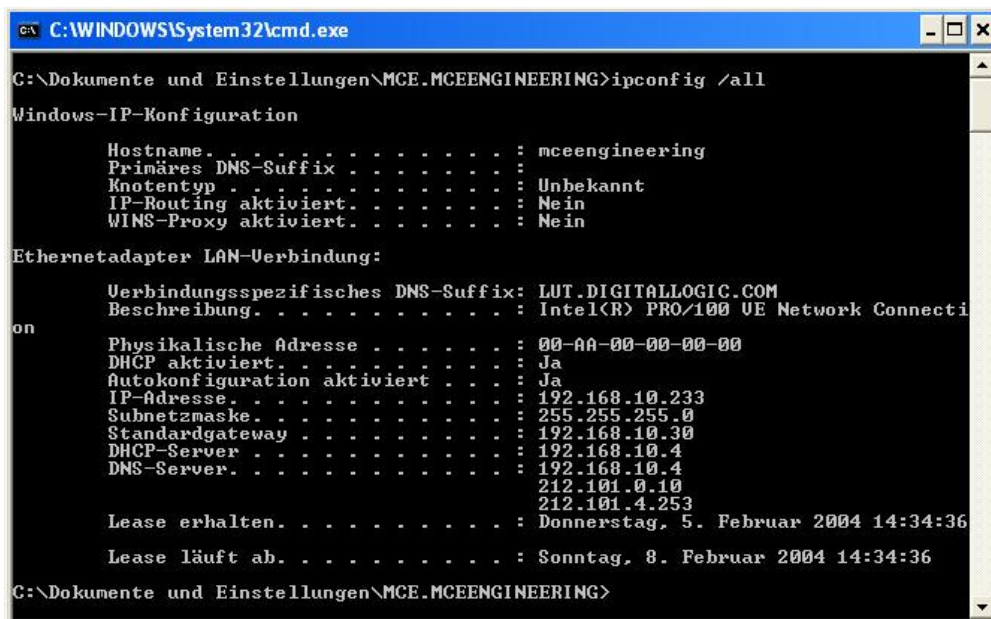 C:\WINDOWS\System32\cmd.exe
C:\Dokumente und Einstellungen\MCE.MCEENGINEERING>ipconfig /all
Windows-IP-Konfiguration
Hostname. . . . . . . . . . . . . : mceengineering
Primäres DNS-Suffix . . . . . . . :
Knotentyp . . . . . . . . . . . . : Unbekannt
IP-Routing aktiviert. . . . . . . : Nein
WINS-Proxy aktiviert. . . . . . . : Nein
Ethernetadapter LAN-Verbindung:
Verbindungsspezifisches DNS-Suffix: LUT.DIGITALLOGIC.COM
Beschreibung. . . . . . . . . . . : Intel(R) PRO/100 VE Network Connecti
on
Physikalische Adresse . . . . . . : 00-AA-00-00-00-00
DHCP aktiviert. . . . . . . . . . : Ja
Autokonfiguration aktiviert . . . : Ja
IP-Adresse. . . . . . . . . . . . : 192.168.10.233
Subnetzmaske. . . . . . . . . . . : 255.255.255.0
Standardgateway . . . . . . . . . : 192.168.10.30
DHCP-Server . . . . . . . . . . . : 192.168.10.4
DNS-Server. . . . . . . . . . . . : 192.168.10.4
212.101.0.10
212.101.4.253
Lease erhalten. . . . . . . . . . : Donnerstag, 5. Februar 2004 14:34:36
Lease läuft ab. . . . . . . . . . : Sonntag, 8. Februar 2004 14:34:36
C:\Dokumente und Einstellungen\MCE.MCEENGINEERING>